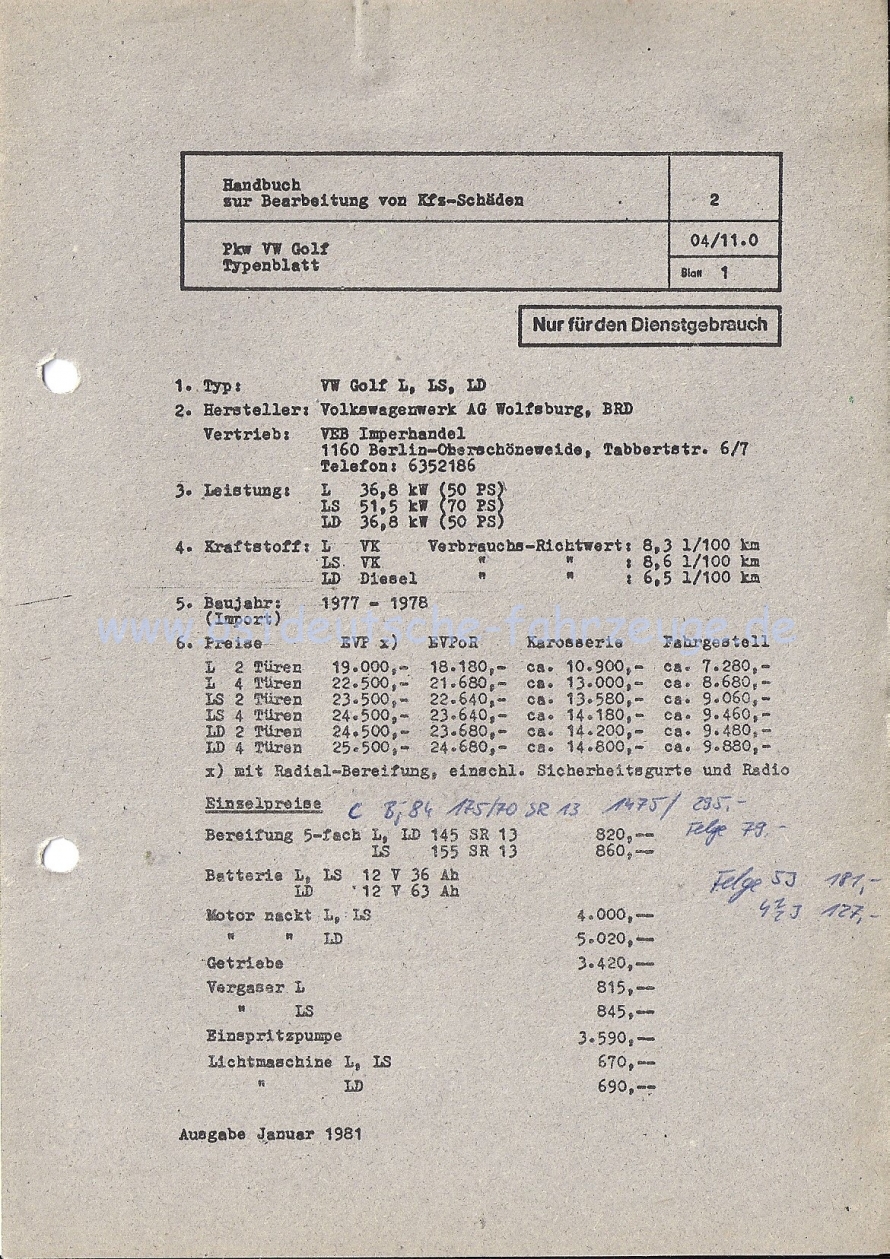 Handbuch
zur Bearbeitung von Kfz-Schäden
2
Pkw VW Golf
Typenblatt
04/11.0
Blatt 1
Nur für den Dienstgebrauch
1. Typ: VW Golf L, LS, LD
2. Hersteller: Volkswagenwerk AG Wolfsburg, BRD
Vertrieb: VEB Imperhandel
1160 Berlin-Oberschöneweide, Tabbertstr. 6/7
Telefon: 6352186
3. Leistung: L 36,8 kW (50 PS)
LS 51,5 kW (70 PS)
LD 36,8 kW (50 PS)
4. Kraftstoff: L VK Verbrauchs-Richtwert: 8,3 l/100 km
LS VK " " : 8,6 l/100 km
LD Diesel " " : 6,5 l/100 km
5. Baujahr: 1977 - 1978
(Import)
www.ostdeutsche-fahrzeuge.de
6. Preise EVP x) EVPoR Karosserie Fahrgestell
L 2 Türen 19.000,- 18.180,- ca. 10.900,- ca. 7.280,-
L 4 Türen 22.500,- 21.680,- ca. 13.000,- ca. 8.680,-
LS 2 Türen 23.500,- 22.640,- ca. 13.580,- ca. 9.060,-
LS 4 Türen 24.500,- 23.640,- ca. 14.180,- ca. 9.460,-
LD 2 Türen 24.500,- 23.680,- ca. 14.200,- ca. 9.480,-
LD 4 Türen 25.500,- 24.680,- ca. 14.800,- ca. 9.880,-
x) mit Radial-Bereifung, einschl. Sicherheitsgurte und Radio
Einzelpreise C Bj 84 175/70 SR 13 1475/ 295,-
Felge 79,-
Bereifung 5-fach L, LD 145 SR 13 820,--
LS 155 SR 13 860,--
Batterie L, LS 12 V 36 Ah
Felge 5J 181,-
LD 12 V 63 Ah
4½J 127,-
Motor nackt L, LS 4.000,--
" " LD 5.020,--
Getriebe 3.420,--
Vergaser L 815,--
" LS 845,--
Einspritzpumpe 3.590,--
Lichtmaschine L, LS 670,--
" LD 690,--
Ausgabe Januar 1981